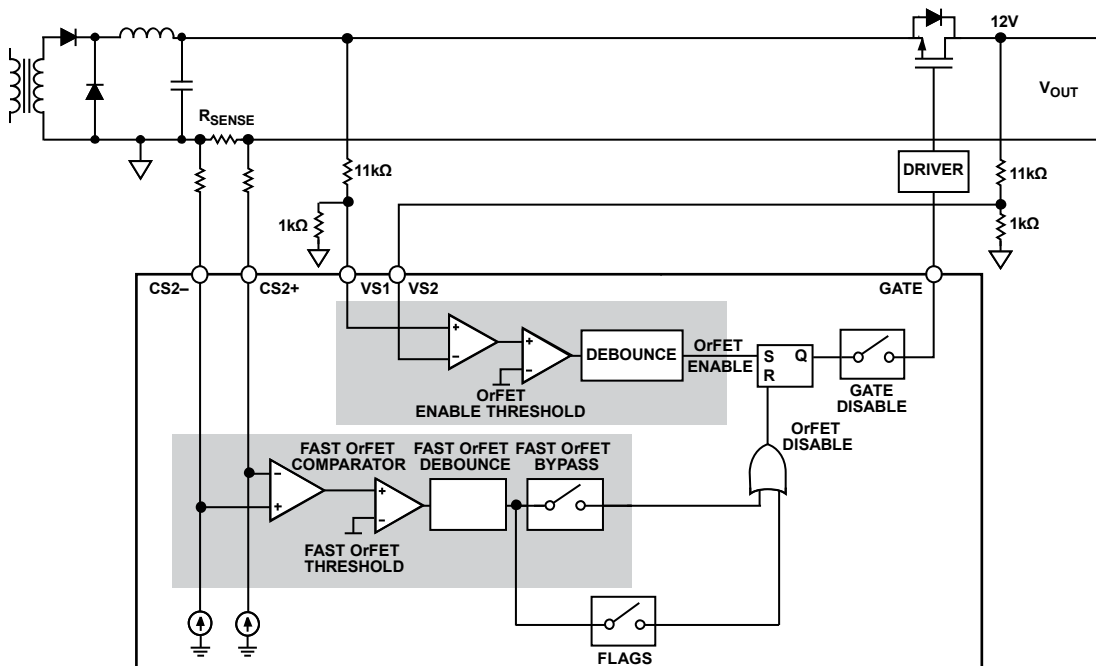 12V
VOUT
RSENSE
11kΩ
DRIVER
11kΩ
1kΩ
1kΩ
CS2–
CS2+
VS1
VS2
GATE
+
–
+
–
DEBOUNCE
OrFET
ENABLE
S
Q
R
OrFET
ENABLE THRESHOLD
GATE
DISABLE
OrFET
DISABLE
FAST OrFET
COMPARATOR
FAST OrFET
DEBOUNCE
FAST OrFET
BYPASS
–
+
+
–
FAST OrFET
THRESHOLD
FLAGS